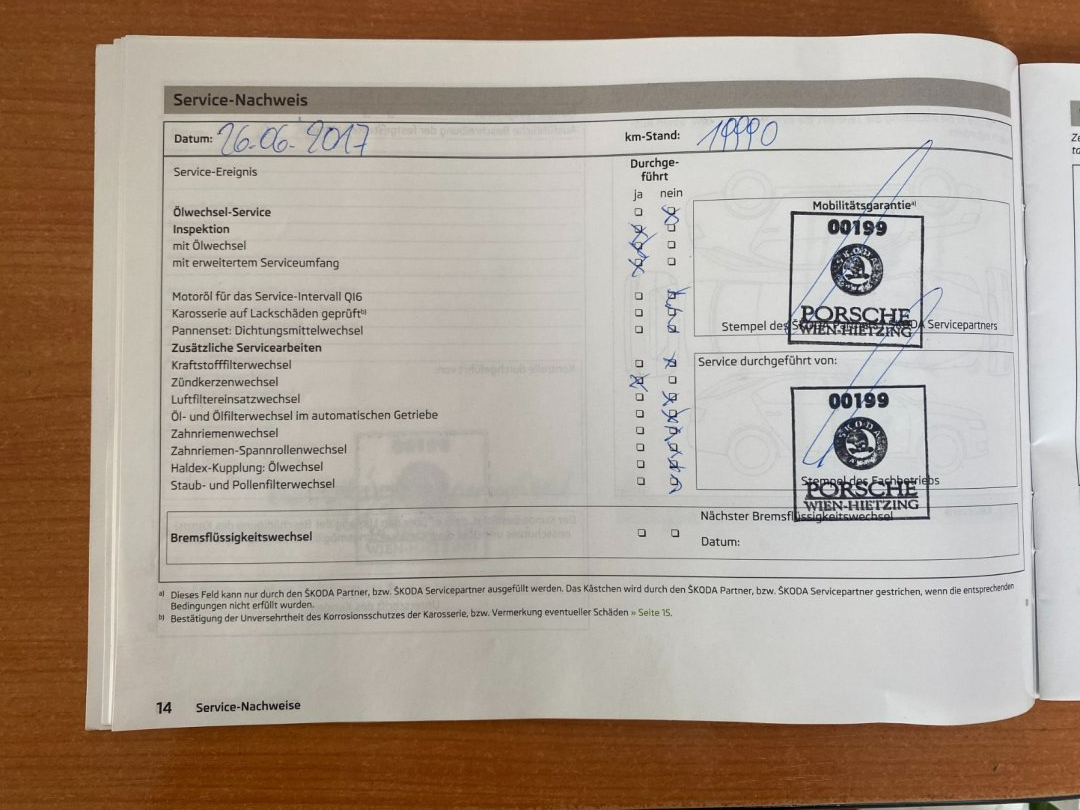 Service-Nachweis
Datum: 26.06.2017 km-Stand: 19990
Service-Ereignis
Durchge-
führt
ja nein
Ölwechsel-Service
Inspektion
mit Ölwechsel
mit erweitertem Serviceumfang
Motoröl für das Service-Intervall QI6
Karosserie auf Lackschäden geprüftb)
Pannenset: Dichtungsmittelwechsel
Zusätzliche Servicearbeiten
Kraftstofffilterwechsel
Zündkerzenwechsel
Luftfiltereinsatzwechsel
Öl- und Ölfilterwechsel im automatischen Getriebe
Zahnriemenwechsel
Zahnriemen-Spannrollenwechsel
Haldex-Kupplung: Ölwechsel
Staub- und Pollenfilterwechsel
Mobilitätsgarantiea)
00199
ŠKODA
PORSCHE
WIEN-HIETZING
Stempel des ŠKODA Partners, ŠKODA Servicepartners
Service durchgeführt von:
00199
ŠKODA
Stempel des Fachbetriebs
PORSCHE
WIEN-HIETZING
Bremsflüssigkeitswechsel
Nächster Bremsflüssigkeitswechsel
Datum:
a) Dieses Feld kann nur durch den ŠKODA Partner, bzw. ŠKODA Servicepartner ausgefüllt werden. Das Kästchen wird durch den ŠKODA Partner, bzw. ŠKODA Servicepartner gestrichen, wenn die entsprechenden
Bedingungen nicht erfüllt wurden.
b) Bestätigung der Unversehrtheit des Korrosionsschutzes der Karosserie, bzw. Vermerkung eventueller Schäden » Seite 15.
14 Service-Nachweise